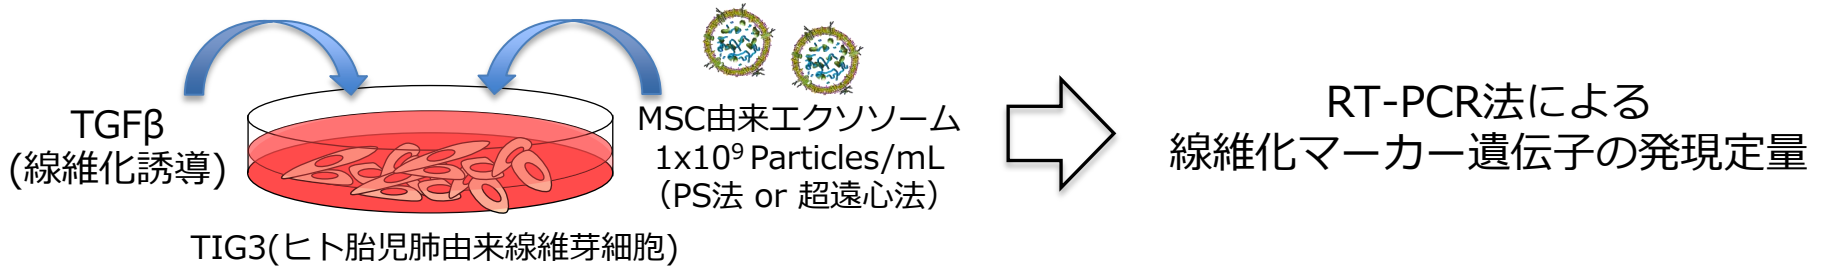 TGFβ
(線維化誘導)
MSC由来エクソソーム
1x10⁹ Particles/mL
（PS法 or 超遠心法）
TIG3(ヒト胎児肺由来線維芽細胞)
RT-PCR法による
線維化マーカー遺伝子の発現定量